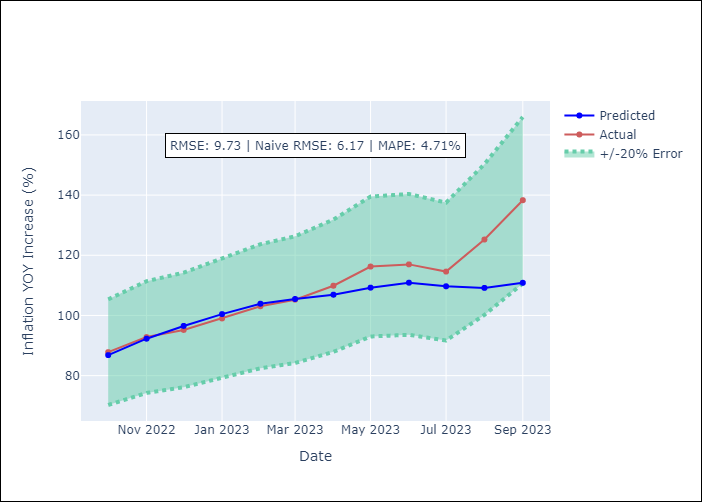 RMSE: 9.73 | Naive RMSE: 6.17 | MAPE: 4.71%
Predicted
Actual
+/-20% Error
Inflation YOY Increase (%)
160
140
120
100
80
Nov 2022
Jan 2023
Mar 2023
May 2023
Jul 2023
Sep 2023
Date